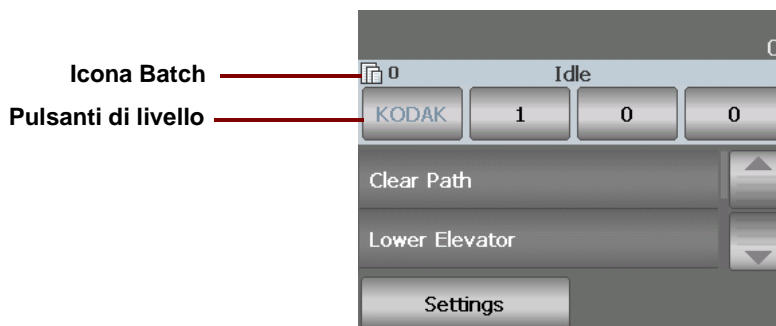 Icona Batch
0 Idle
Pulsanti di livello
KODAK 1 0 0
Clear Path
Lower Elevator
Settings